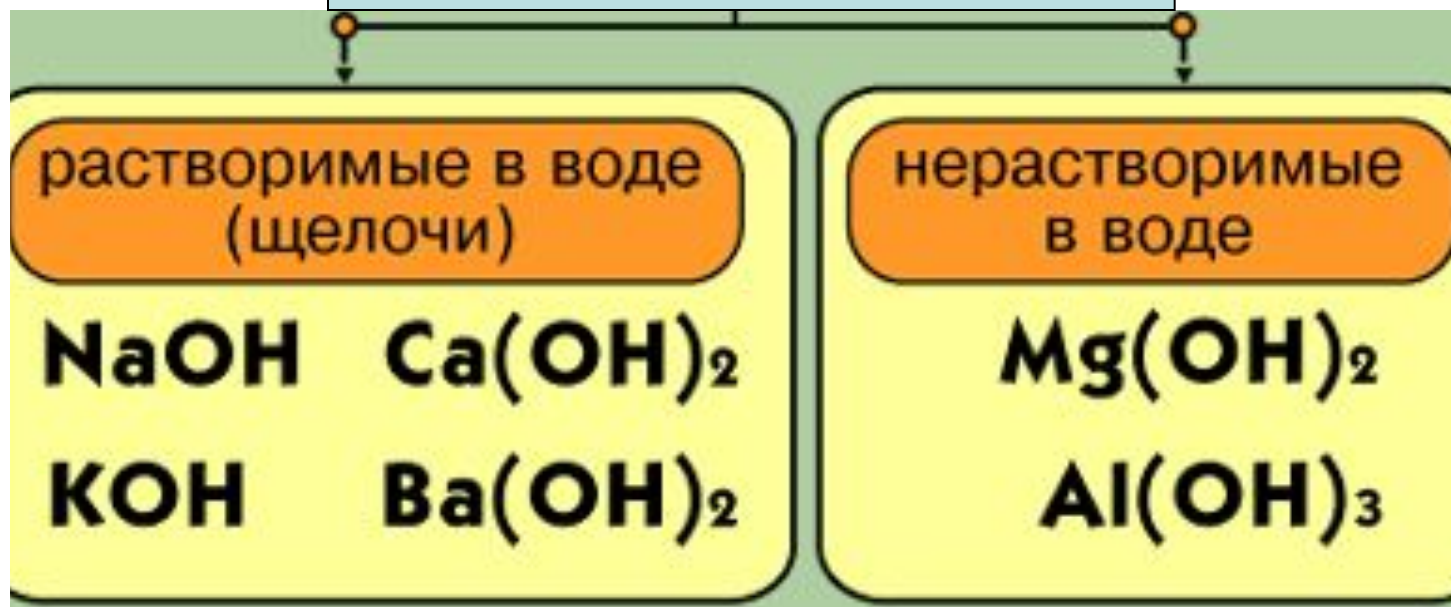 растворимые в воде
(щелочи)
NaOH Ca(OH)₂
KOH Ba(OH)₂
нерастворимые
в воде
Mg(OH)₂
Al(OH)₃